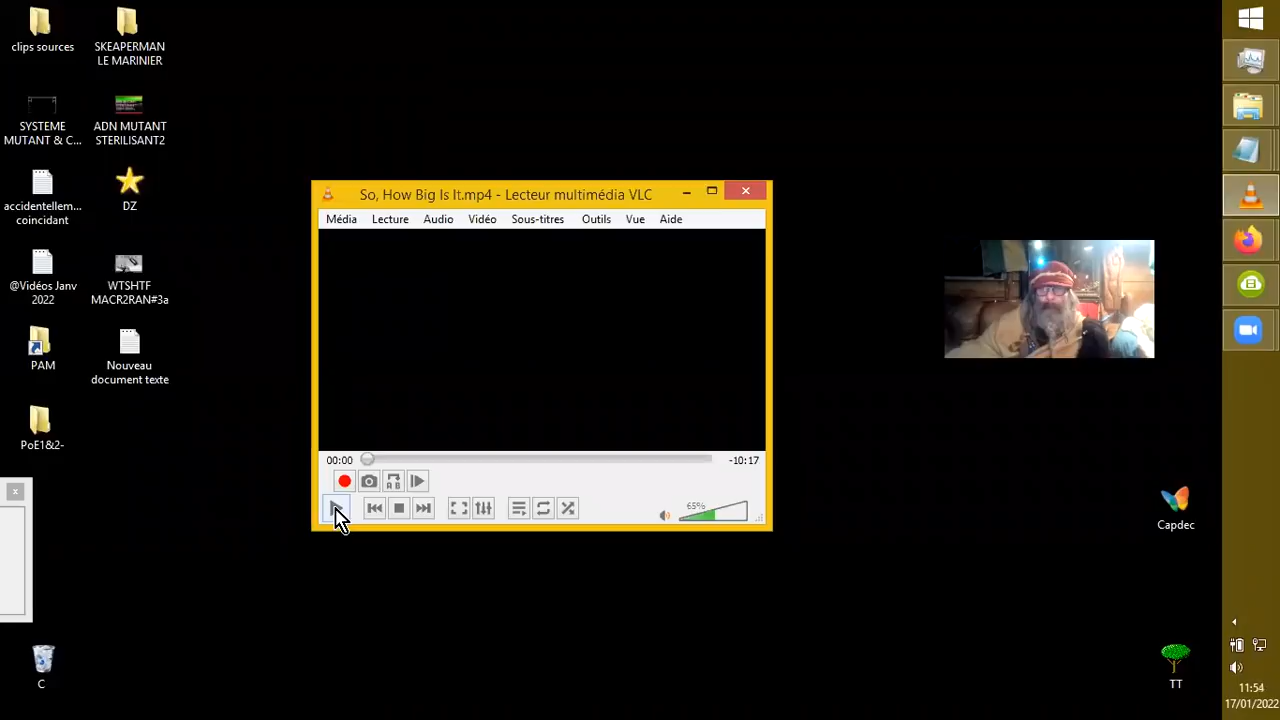 clips sources
SKEAPERMAN
LE MARINIER
SYSTEME
MUTANT & C...
ADN MUTANT
STERILISANT2
accidentellem...
coincidant
DZ
@Vidéos Janv
2022
WTSHTF
MACR2RAN#3a
PAM
Nouveau
document texte
PoE1&2-
C
So, How Big Is It.mp4 - Lecteur multimédia VLC
Média Lecture Audio Vidéo Sous-titres Outils Vue Aide
00:00
-10:17
A B
65%
Capdec
TT
11:54
17/01/2022